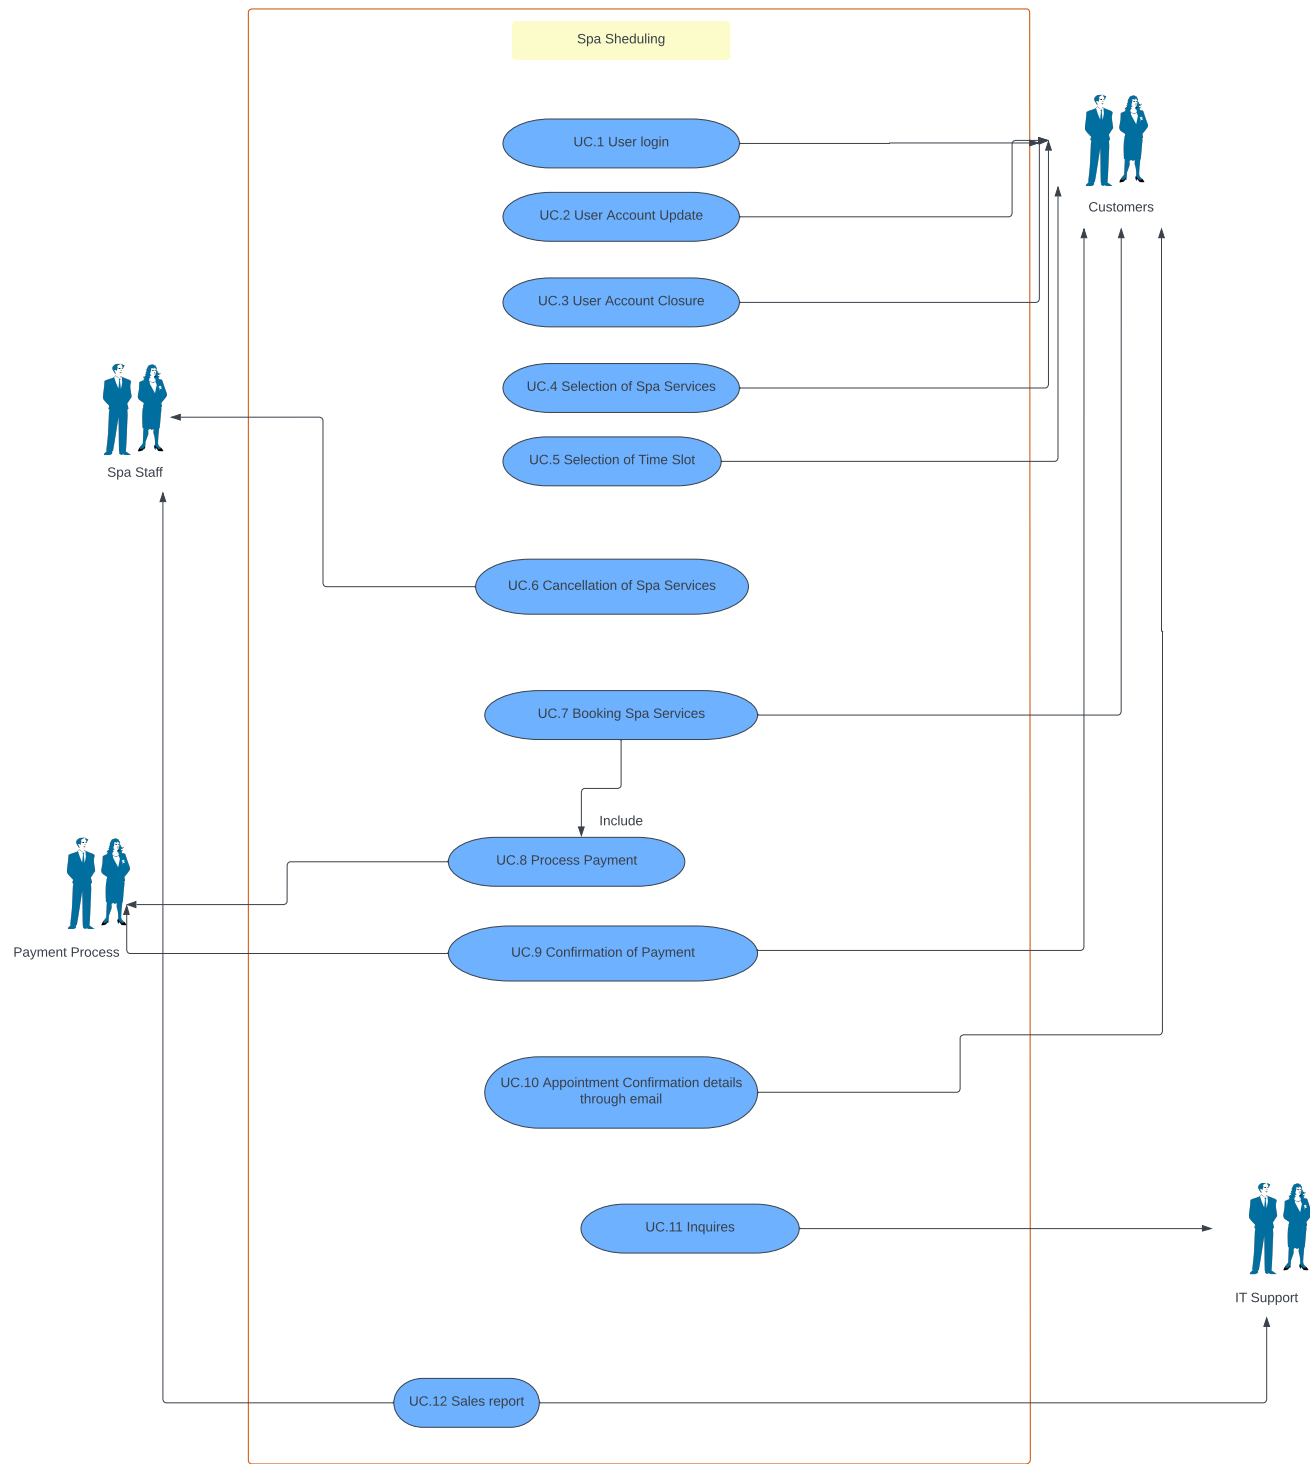 Spa Sheduling
UC.1 User login
Customers
UC.2 User Account Update
UC.3 User Account Closure
UC.4 Selection of Spa Services
UC.5 Selection of Time Slot
Spa Staff
UC.6 Cancellation of Spa Services
UC.7 Booking Spa Services
Include
UC.8 Process Payment
Payment Process
UC.9 Confirmation of Payment
UC.10 Appointment Confirmation details
through email
UC.11 Inquires
IT Support
UC.12 Sales report